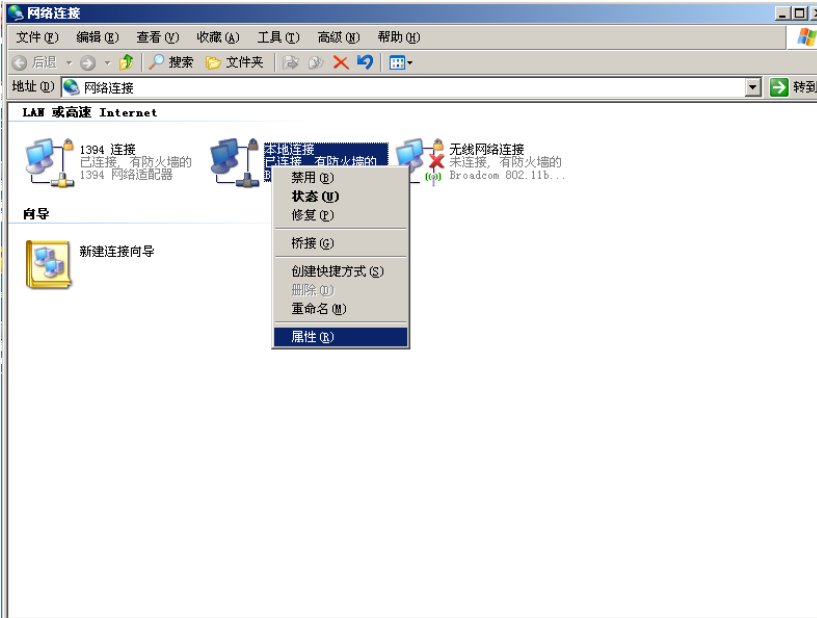 网络连接
文件(F) 编辑(E) 查看(V) 收藏(A) 工具(T) 高级(N) 帮助(H)
后退 搜索 文件夹
地址(D) 网络连接 转到
LAN 或高速 Internet
1394 连接
已连接, 有防火墙的
1394 网络适配器
本地连接
已连接, 有防火墙的
B
无线网络连接
未连接, 有防火墙的
Broadcom 802.11b...
禁用(B)
状态(U)
修复(P)
桥接(G)
创建快捷方式(S)
删除(D)
重命名(M)
属性(R)
向导
新建连接向导